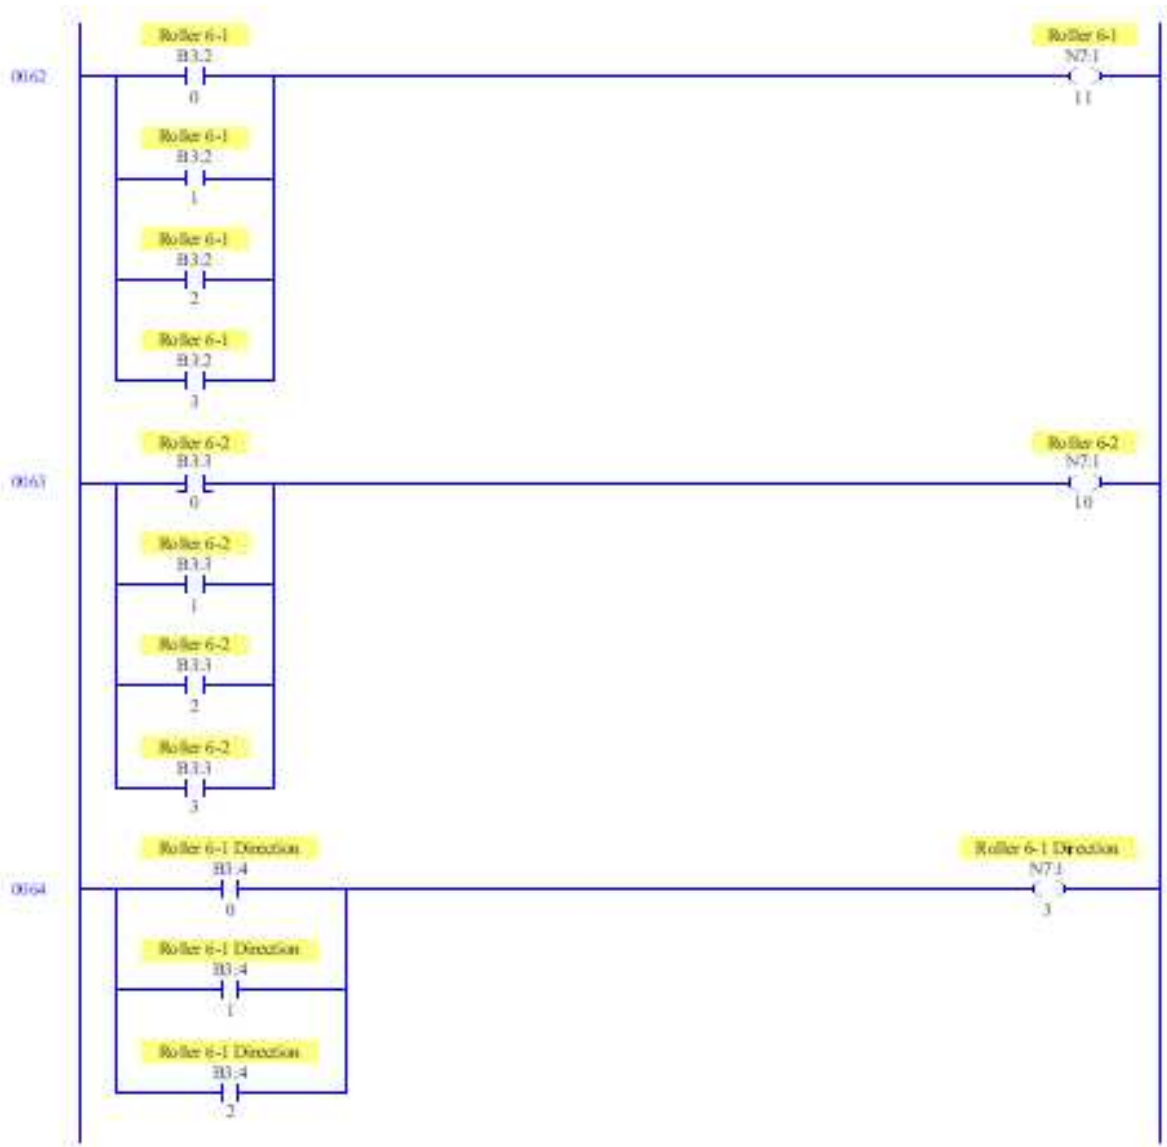 Roller 6-1
B3:2
0
Roller 6-1
N7:1
11
0062
Roller 6-1
B3:2
1
Roller 6-1
B3:2
2
Roller 6-1
B3:2
3
Roller 6-2
B3:3
0
Roller 6-2
N7:1
10
0063
Roller 6-2
B3:3
1
Roller 6-2
B3:3
2
Roller 6-2
B3:3
3
Roller 6-1 Direction
B3:4
0
Roller 6-1 Direction
N7:1
3
0064
Roller 6-1 Direction
B3:4
1
Roller 6-1 Direction
B3:4
2